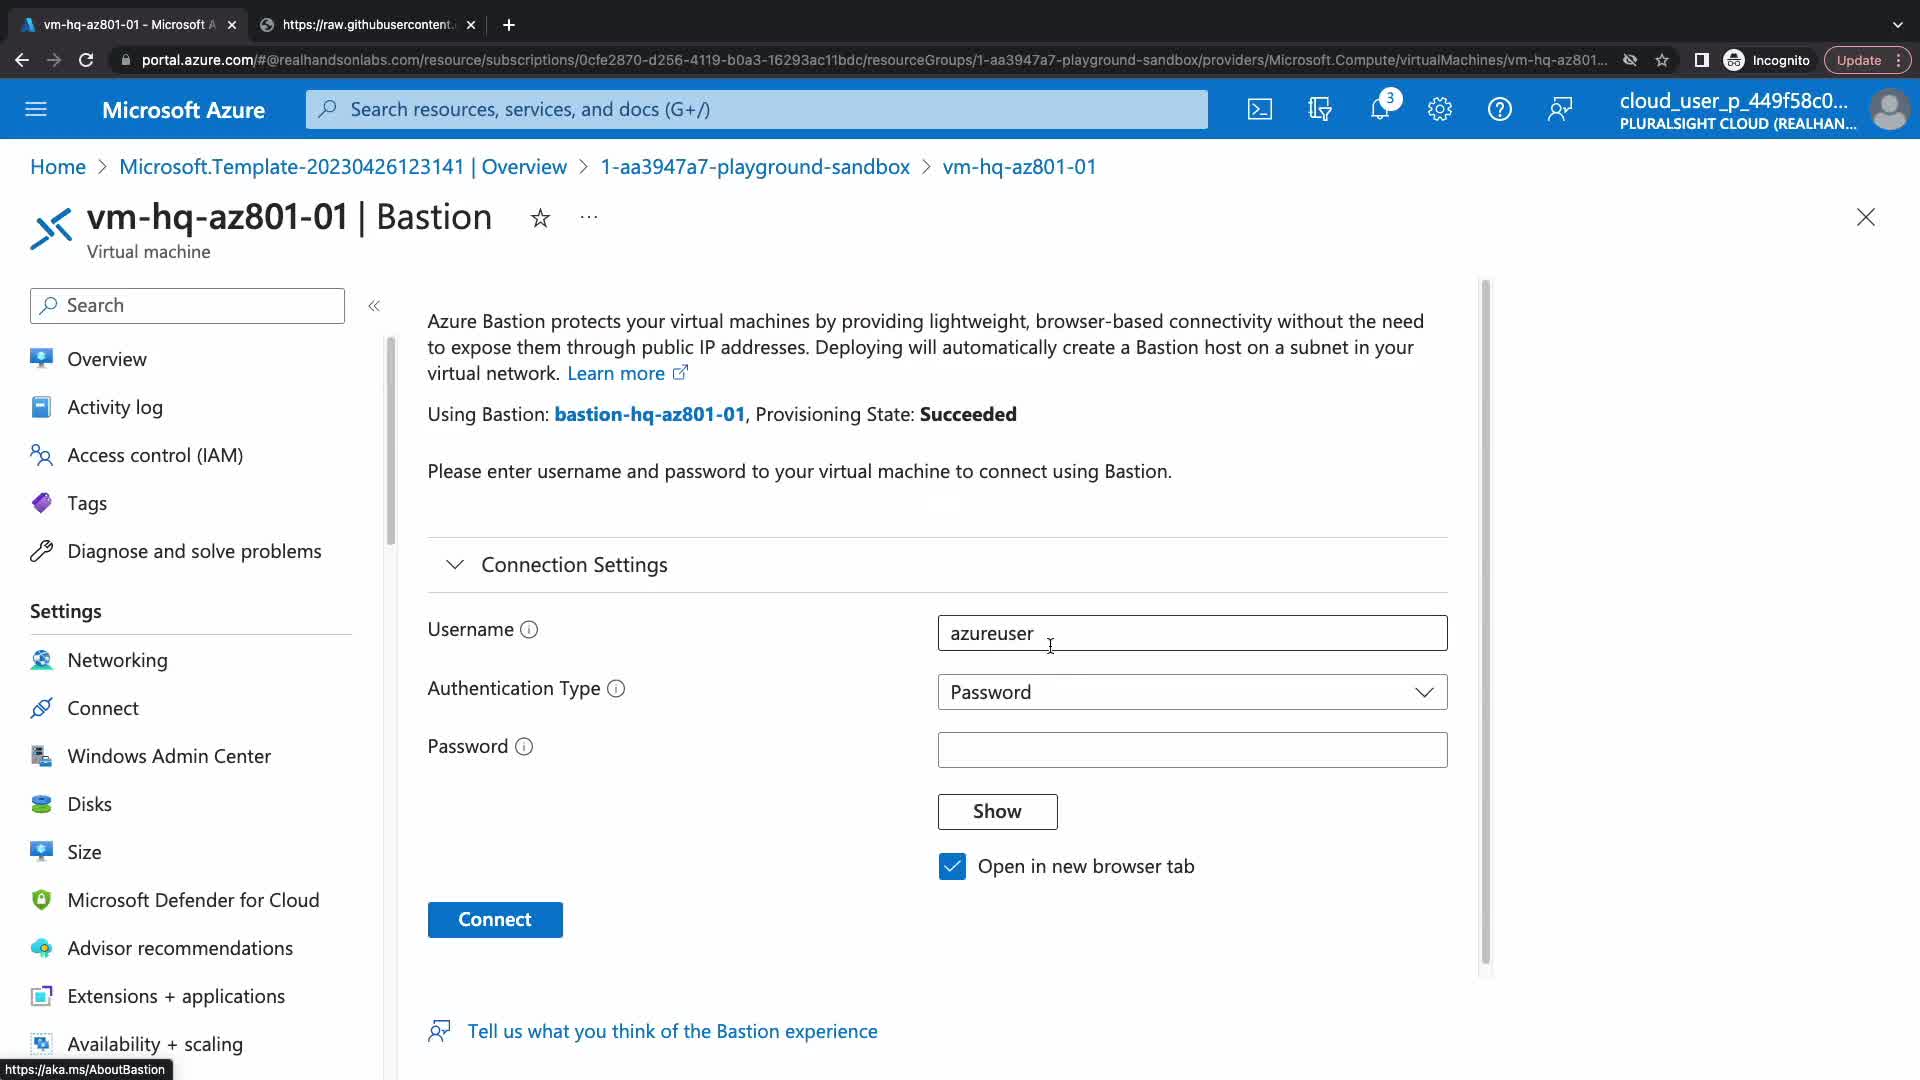 vm-hq-az801-01 - Microsoft A
https://raw.githubusercontent.
portal.azure.com/#@realhandsonlabs.com/resource/subscriptions/0cfe2870-d256-4119-b0a3-16293ac11bdc/resourceGroups/1-aa3947a7-playground-sandbox/providers/Microsoft.Compute/virtualMachines/vm-hq-az801...
Incognito
Update
Microsoft Azure
Search resources, services, and docs (G+/)
3
cloud_user_p_449f58c0...
PLURALSIGHT CLOUD (REALHAN...
Home > Microsoft.Template-20230426123141 | Overview > 1-aa3947a7-playground-sandbox > vm-hq-az801-01
vm-hq-az801-01 | Bastion
Virtual machine
Search
Overview
Activity log
Access control (IAM)
Tags
Diagnose and solve problems
Settings
Networking
Connect
Windows Admin Center
Disks
Size
Microsoft Defender for Cloud
Advisor recommendations
Extensions + applications
Availability + scaling
Azure Bastion protects your virtual machines by providing lightweight, browser-based connectivity without the need
to expose them through public IP addresses. Deploying will automatically create a Bastion host on a subnet in your
virtual network. Learn more
Using Bastion: bastion-hq-az801-01, Provisioning State: Succeeded
Please enter username and password to your virtual machine to connect using Bastion.
Connection Settings
Username
azureuser
Authentication Type
Password
Password
Show
Open in new browser tab
Connect
Tell us what you think of the Bastion experience
https://aka.ms/AboutBastion